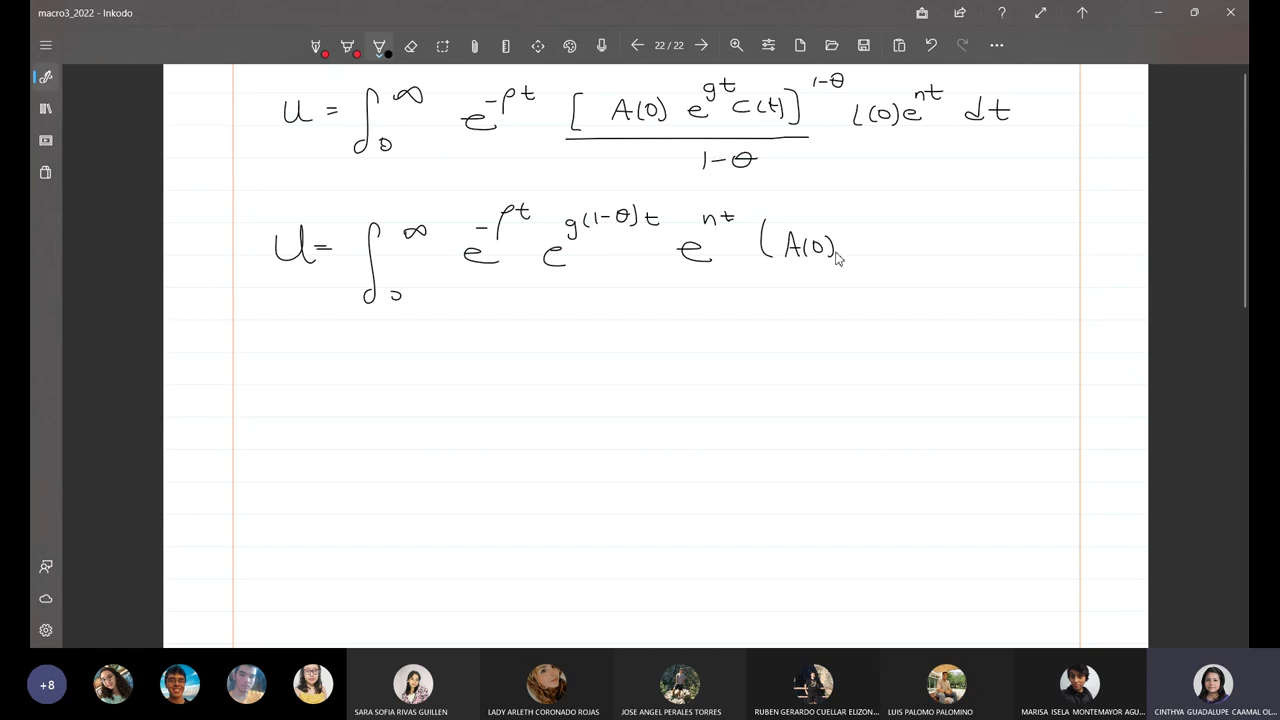 macro3_2022 - Inkodo
22 / 22
U = ∫₀^∞ e^{-ρt} [A(0) e^{gt} c(t)]^{1-θ} / 1-θ L(0)e^{nt} dt
U = ∫₀^∞ e^{-ρt} e^{g(1-θ)t} e^{nt} (A(0)
+8
SARA SOFIA RIVAS GUILLEN
LADY ARLETH CORONADO ROJAS
JOSE ANGEL PERALES TORRES
RUBEN GERARDO CUELLAR ELIZON...
LUIS PALOMO PALOMINO
MARISA ISELA MONTEMAYOR AGU...
CINTHYA GUADALUPE CAAMAL OL...